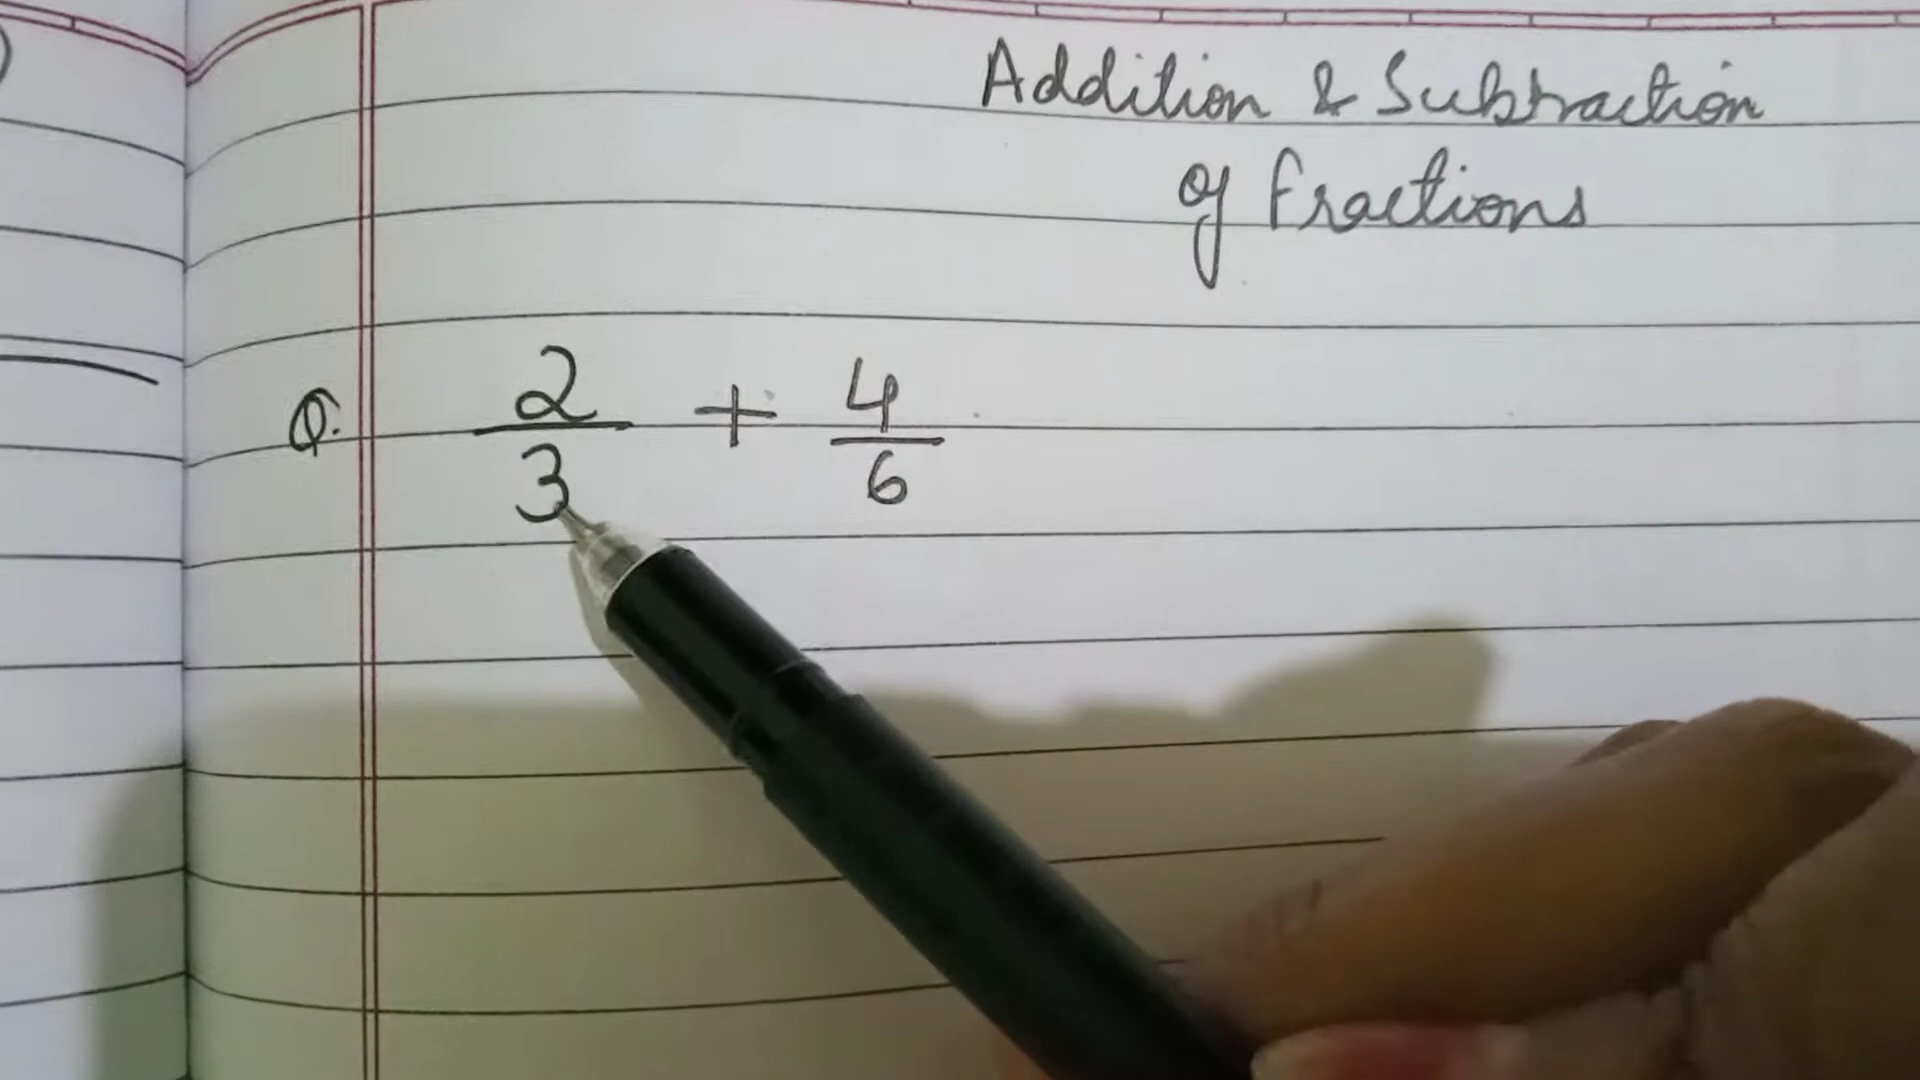 Addition & Subtraction
of Fractions
Q. 2/3 + 4/6